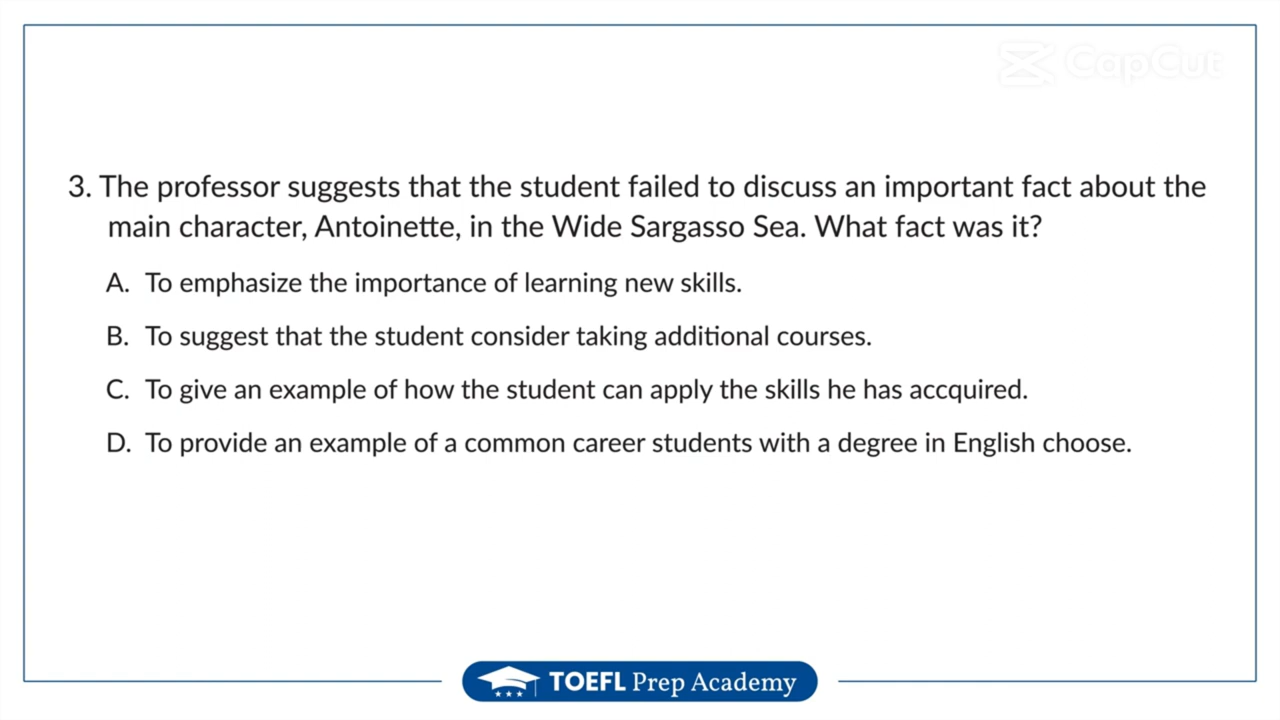 CapCut
3. The professor suggests that the student failed to discuss an important fact about the
main character, Antoinette, in the Wide Sargasso Sea. What fact was it?
A. To emphasize the importance of learning new skills.
B. To suggest that the student consider taking additional courses.
C. To give an example of how the student can apply the skills he has accquired.
D. To provide an example of a common career students with a degree in English choose.
TOEFL Prep Academy